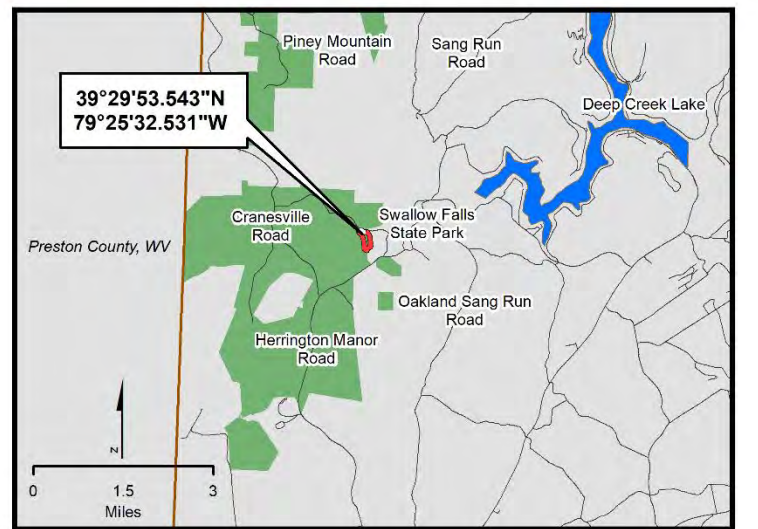 Piney Mountain
Road
Sang Run
Road
39°29'53.543"N
79°25'32.531"W
Deep Creek Lake
Cranesville
Road
Swallow Falls
State Park
Preston County, WV
Oakland Sang Run
Road
Herrington Manor
Road
N
0 1.5 3
Miles